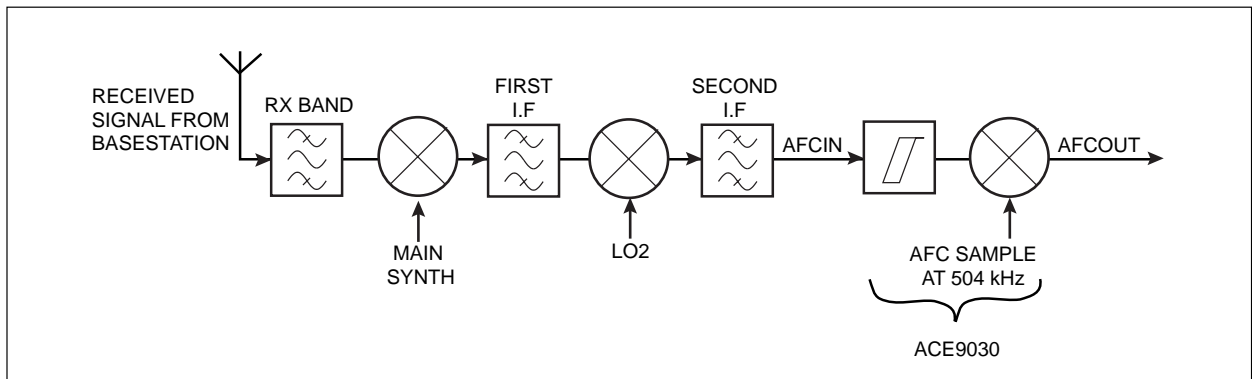 RECEIVED
SIGNAL FROM
BASESTATION
RX BAND
MAIN
SYNTH
FIRST
I.F
LO2
SECOND
I.F
AFCIN
AFCOUT
AFC SAMPLE
AT 504 kHz
ACE9030